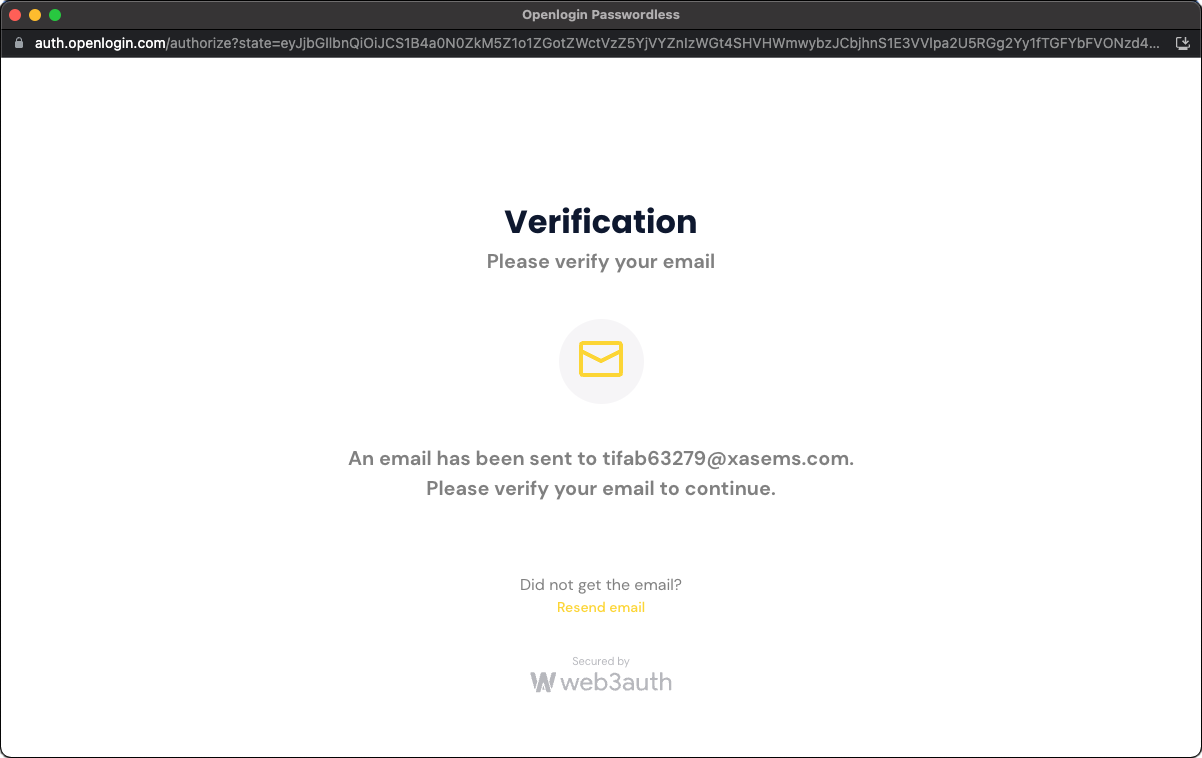 Openlogin Passwordless
auth.openlogin.com/authorize?state=eyJjbGllbnQiOiJCS1B4a0N0ZkM5Z1o1ZGotZWctVzZ5YjVYZnIzWGt4SHVHWmwybzJCbjhnS1E3VVlpa2U5RGg2Yy1fTGFYbFVONzd4...
Verification
Please verify your email
An email has been sent to tifab63279@xasems.com.
Please verify your email to continue.
Did not get the email?
Resend email
Secured by
web3auth